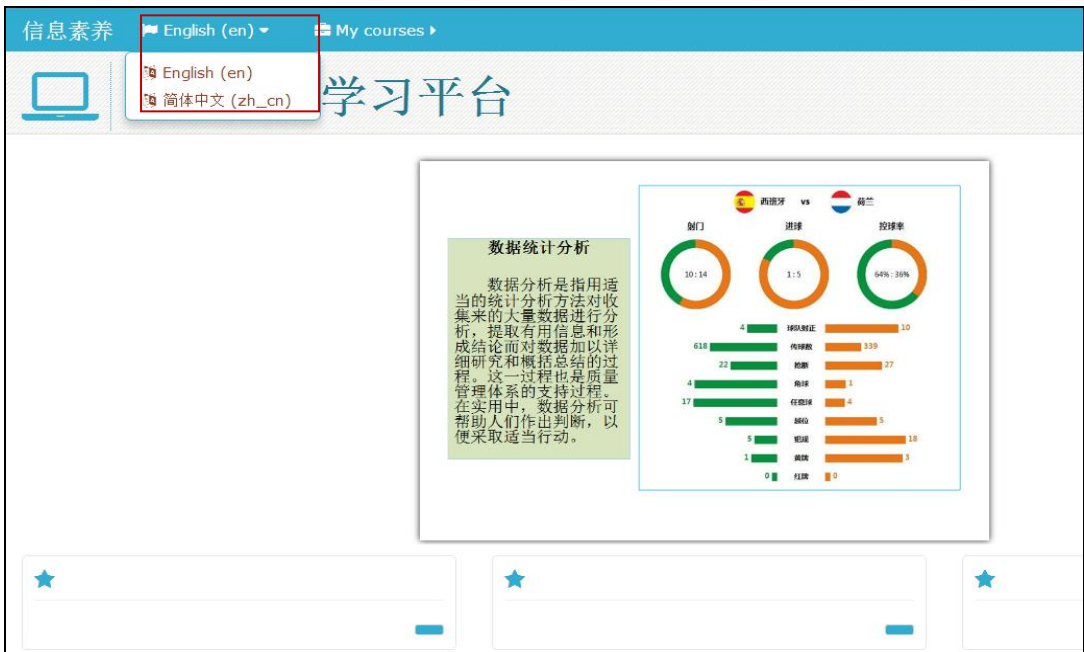 信息素养 English (en) My courses
English (en)
简体中文 (zh_cn)
学习平台
数据统计分析
数据分析是指用适
当的统计分析方法对收
集来的大量数据进行分
析，提取有用信息和形
成结论而对数据加以详
细研究和概括总结的过
程。这一过程也是质量
管理体系的支持过程。
在实用中，数据分析可
帮助人们作出判断，以
便采取适当行动。
西班牙 vs 荷兰
射门 进球 控球率
10 : 14 1 : 5 64% : 36%
4 球队射正 10
618 传球数 339
22 抢断 27
4 角球 1
17 任意球 4
5 越位 5
5 犯规 18
1 黄牌 3
0 红牌 0